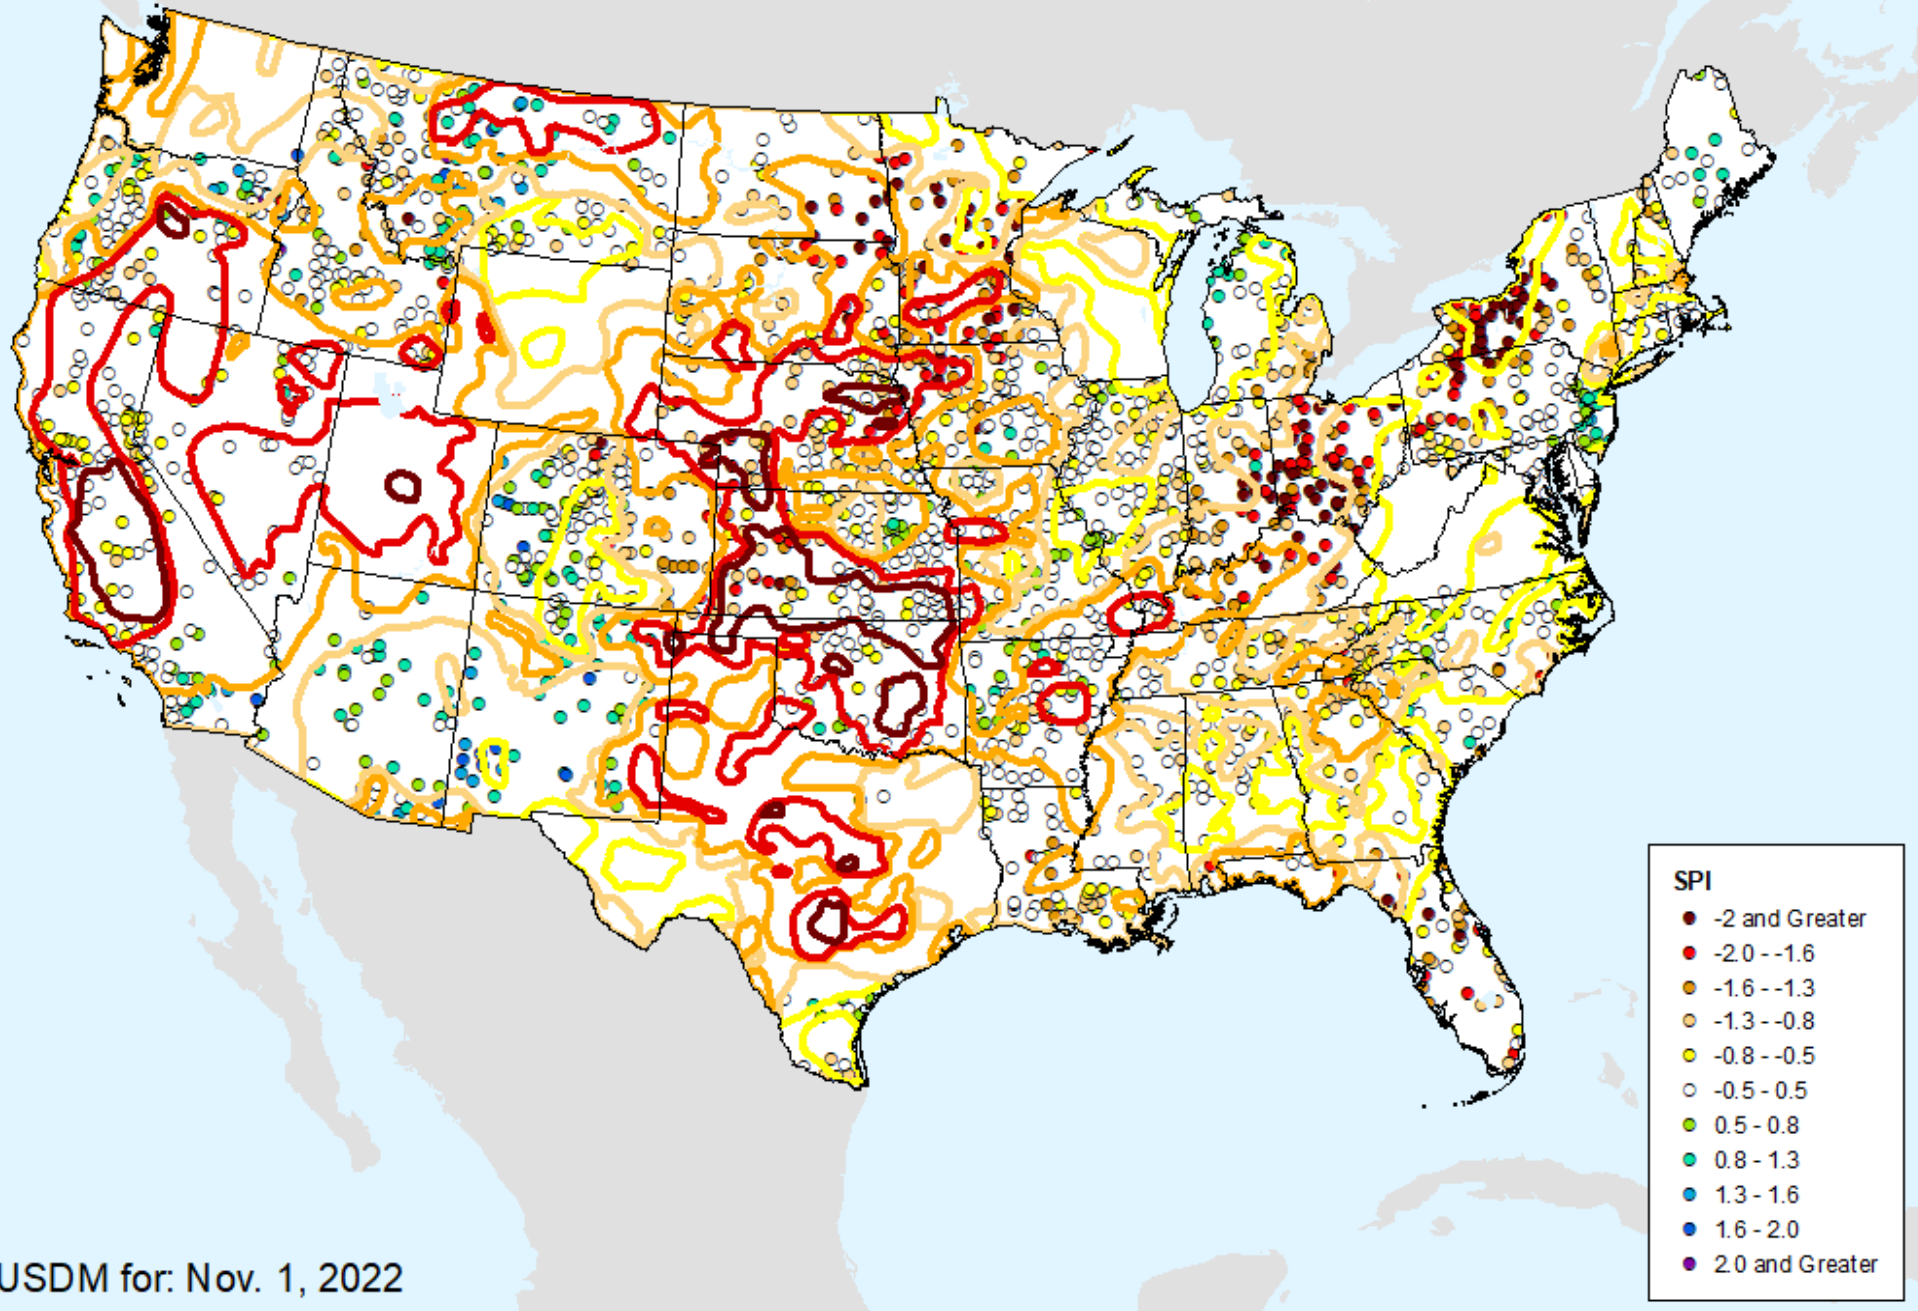 SPI
-2 and Greater
-2.0 - -1.6
-1.6 - -1.3
-1.3 - -0.8
-0.8 - -0.5
-0.5 - 0.5
0.5 - 0.8
0.8 - 1.3
1.3 - 1.6
1.6 - 2.0
2.0 and Greater
USDM for: Nov. 1, 2022